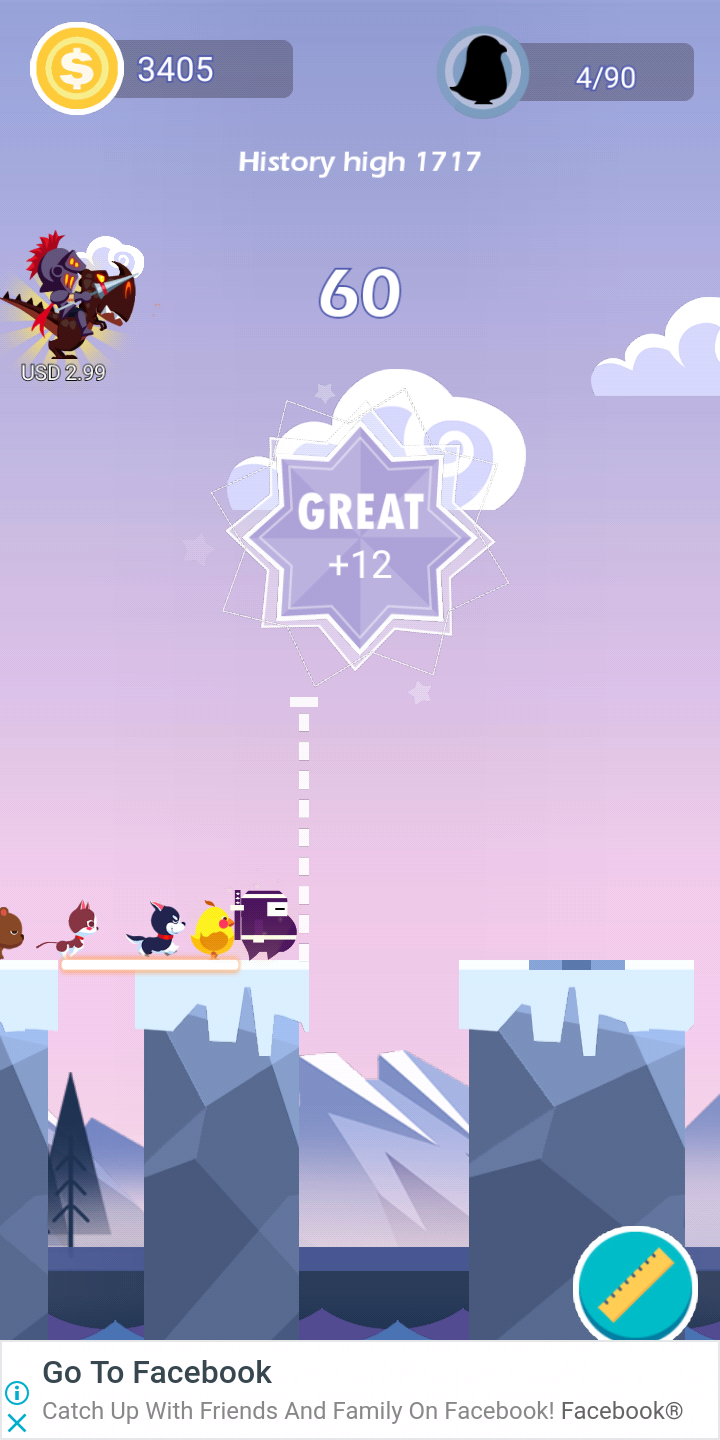 $ 3405
4/90
History high 1717
60
USD 2.99
GREAT
+12
Go To Facebook
Catch Up With Friends And Family On Facebook! Facebook®